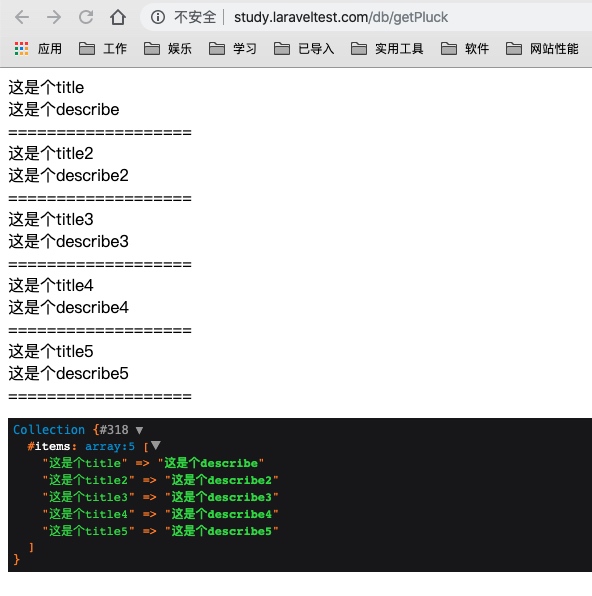 不安全 study.laraveltest.com/db/getPluck
应用 工作 娱乐 学习 已导入 实用工具 软件 网站性能
这是个title
这是个describe
===================
这是个title2
这是个describe2
===================
这是个title3
这是个describe3
===================
这是个title4
这是个describe4
===================
这是个title5
这是个describe5
===================
Collection {#318 ▼
#items: array:5 [▼
"这是个title" => "这是个describe"
"这是个title2" => "这是个describe2"
"这是个title3" => "这是个describe3"
"这是个title4" => "这是个describe4"
"这是个title5" => "这是个describe5"
]
}